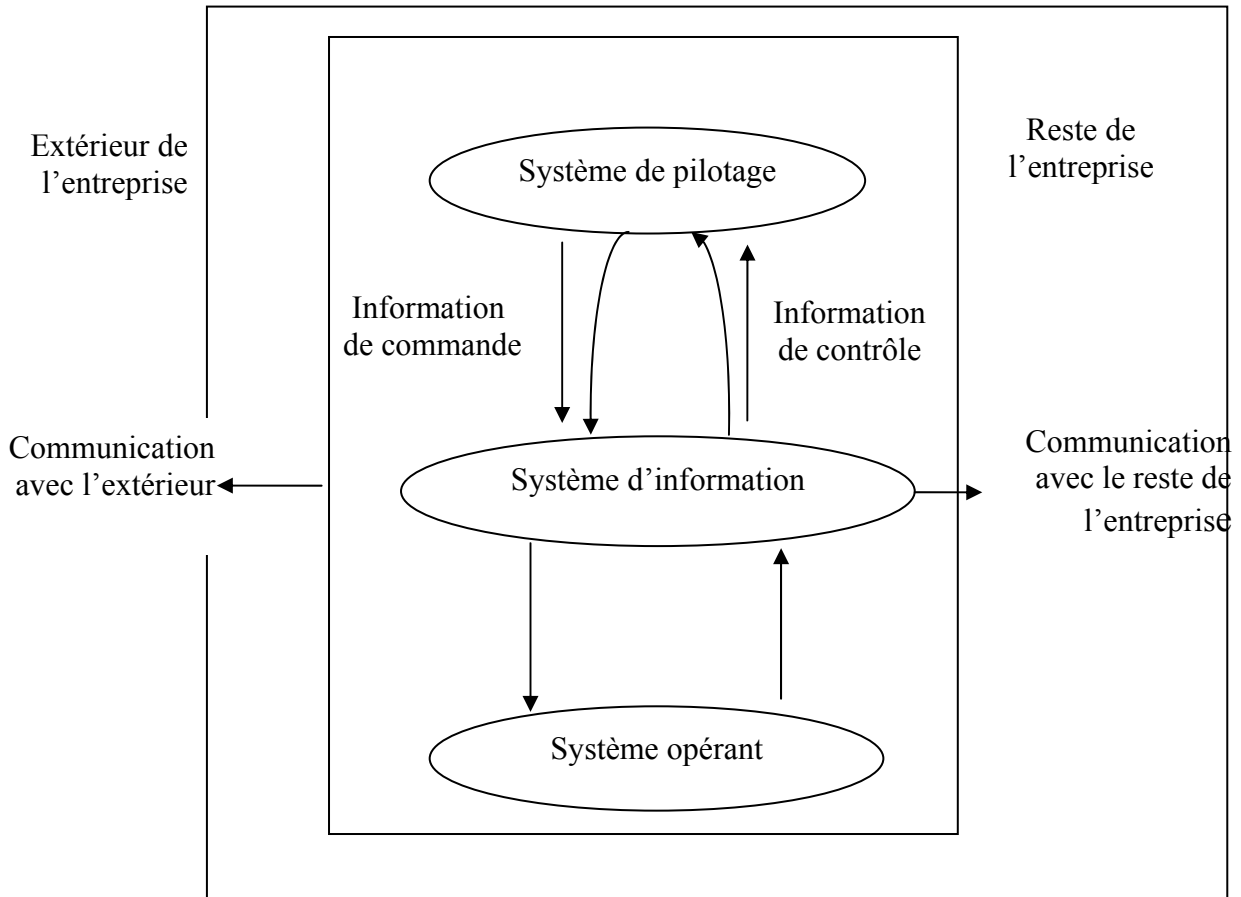 Extérieur de
l’entreprise
Reste de
l’entreprise
Système de pilotage
Information
de commande
Information
de contrôle
Communication
avec l’extérieur
Système d’information
Communication
avec le reste de
l’entreprise
Système opérant